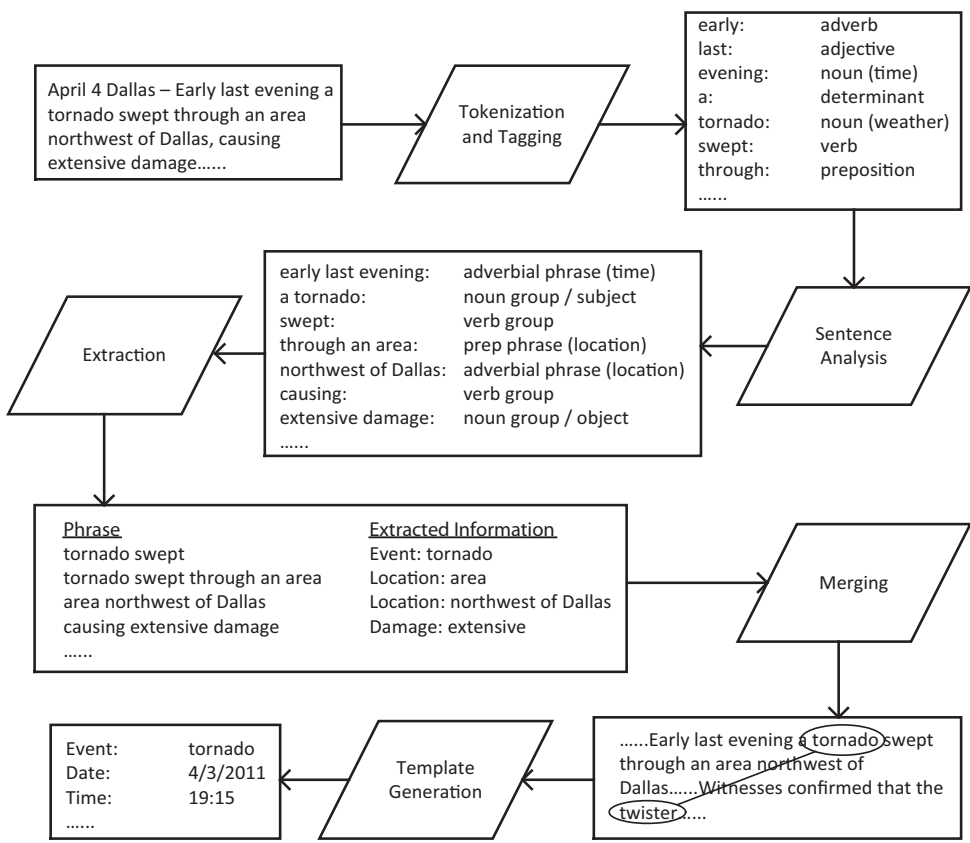 April 4 Dallas – Early last evening a
tornado swept through an area
northwest of Dallas, causing
extensive damage......
Tokenization
and Tagging
early: adverb
last: adjective
evening: noun (time)
a: determinant
tornado: noun (weather)
swept: verb
through: preposition
......
Sentence
Analysis
early last evening: adverbial phrase (time)
a tornado: noun group / subject
swept: verb group
through an area: prep phrase (location)
northwest of Dallas: adverbial phrase (location)
causing: verb group
extensive damage: noun group / object
......
Extraction
Phrase Extracted Information
tornado swept Event: tornado
tornado swept through an area Location: area
area northwest of Dallas Location: northwest of Dallas
causing extensive damage Damage: extensive
......
Merging
......Early last evening a tornado swept
through an area northwest of
Dallas......Witnesses confirmed that the
twister......
Template
Generation
Event: tornado
Date: 4/3/2011
Time: 19:15
......